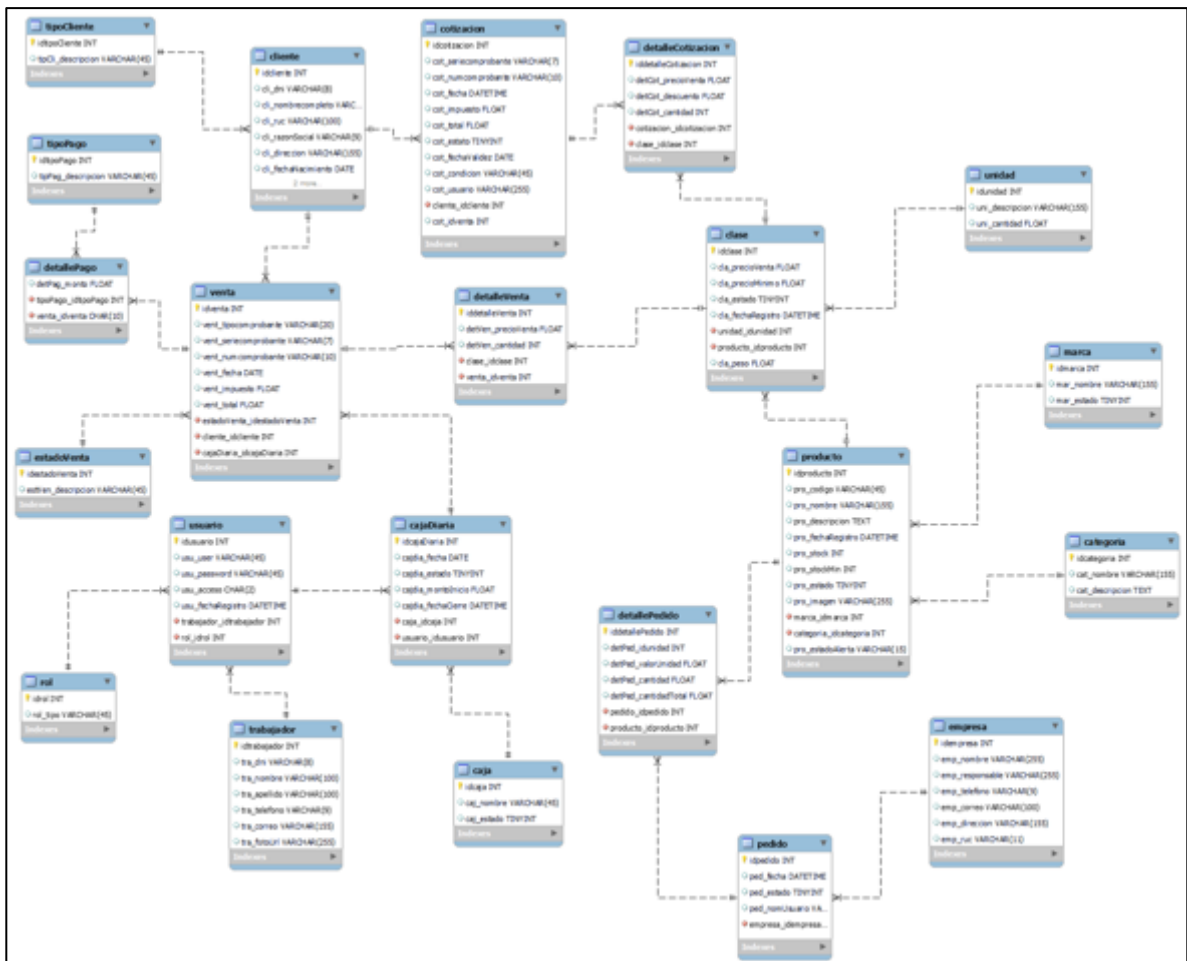 tipoCliente
idtipoCliente INT
tipCli_descripcion VARCHAR(45)
Indexes
cliente
idcliente INT
cli_dni VARCHAR(8)
cli_nombrecompleto VARC...
cli_ruc VARCHAR(100)
cli_razonSocial VARCHAR(9)
cli_direccion VARCHAR(155)
cli_fechaNacimiento DATE
2 more...
Indexes
cotizacion
idcotizacion INT
cot_seriecomprobante VARCHAR(7)
cot_numcomprobante VARCHAR(10)
cot_fecha DATETIME
cot_impuesto FLOAT
cot_total FLOAT
cot_estato TINYINT
cot_fechaValidez DATE
cot_condicion VARCHAR(45)
cot_usuario VARCHAR(255)
cliente_idcliente INT
cot_idventa INT
Indexes
detalleCotizacion
iddetalleCotizacion INT
detCot_precioVenta FLOAT
detCot_descuento FLOAT
detCot_cantidad INT
cotizacion_idcotizacion INT
clase_idclase INT
Indexes
tipoPago
idtipoPago INT
tipPag_descripcion VARCHAR(45)
Indexes
unidad
idunidad INT
uni_descripcion VARCHAR(155)
uni_cantidad FLOAT
Indexes
detallePago
detPag_monto FLOAT
tipoPago_idtipoPago INT
venta_idventa CHAR(10)
Indexes
venta
idventa INT
vent_tipocomprobante VARCHAR(20)
vent_seriecomprobante VARCHAR(7)
vent_numcomprobante VARCHAR(10)
vent_fecha DATE
vent_impuesto FLOAT
vent_total FLOAT
estadoVenta_idestadoVenta INT
cliente_idcliente INT
cajaDiaria_idcajaDiaria INT
Indexes
detalleVenta
iddetalleVenta INT
detVen_precioVenta FLOAT
detVen_cantidad INT
clase_idclase INT
venta_idventa INT
Indexes
clase
idclase INT
cla_precioVenta FLOAT
cla_precioMinimo FLOAT
cla_estado TINYINT
cla_fechaRegistro DATETIME
unidad_idunidad INT
producto_idproducto INT
cla_peso FLOAT
Indexes
marca
idmarca INT
mar_nombre VARCHAR(155)
mar_estado TINYINT
Indexes
estadoVenta
idestadoVenta INT
VARCHAR(45)
Indexes
producto
idproducto INT
pro_codigo VARCHAR(45)
pro_nombre VARCHAR(155)
pro_descripcion TEXT
pro_fechaRegistro DATETIME
pro_stock INT
pro_stockMin INT
pro_estado TINYINT
pro_imagen VARCHAR(255)
marca_idmarca INT
categoria_idcategoria INT
pro_estadoAlerta VARCHAR(15)
Indexes
usuario
idusuario INT
usu_user VARCHAR(45)
usu_password VARCHAR(45)
usu_acceso CHAR(2)
usu_fechaRegistro DATETIME
trabajador_idtrabajador INT
rol_idrol INT
Indexes
cajaDiaria
idcajaDiaria INT
cajdia_fecha DATE
cajdia_estado TINYINT
cajdia_montoInicio FLOAT
cajdia_fechaCierre DATETIME
caja_idcaja INT
usuario_idusuario INT
Indexes
categoria
idcategoria INT
cat_nombre VARCHAR(155)
cat_descripcion TEXT
Indexes
detallePedido
iddetallePedido INT
detPed_idunidad INT
detPed_valorUnidad FLOAT
detPed_cantidad FLOAT
detPed_cantidadTotal FLOAT
pedido_idpedido INT
producto_idproducto INT
Indexes
rol
idrol INT
rol_tipo VARCHAR(45)
Indexes
trabajador
idtrabajador INT
tra_dni VARCHAR(8)
tra_nombre VARCHAR(100)
tra_apellido VARCHAR(100)
tra_telefono VARCHAR(9)
tra_correo VARCHAR(155)
tra_fotourl VARCHAR(255)
Indexes
caja
idcaja INT
caj_nombre VARCHAR(45)
caj_estado TINYINT
Indexes
empresa
idempresa INT
emp_nombre VARCHAR(255)
emp_responsable VARCHAR(255)
emp_telefono VARCHAR(9)
emp_correo VARCHAR(100)
emp_direccion VARCHAR(155)
emp_ruc VARCHAR(11)
Indexes
pedido
idpedido INT
ped_fecha DATETIME
ped_estado TINYINT
ped_nomUsuario VA...
empresa_idempresa...
Indexes